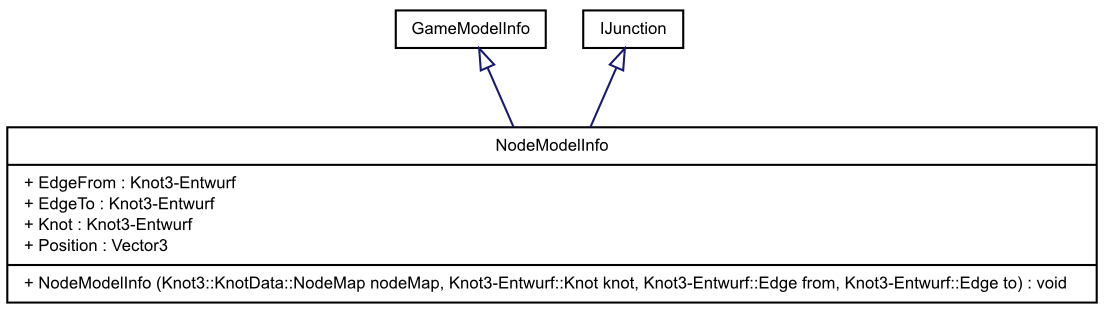 GameModelInfo
IJunction
NodeModelInfo
+ EdgeFrom : Knot3-Entwurf
+ EdgeTo : Knot3-Entwurf
+ Knot : Knot3-Entwurf
+ Position : Vector3
+ NodeModelInfo (Knot3::KnotData::NodeMap nodeMap, Knot3-Entwurf::Knot knot, Knot3-Entwurf::Edge from, Knot3-Entwurf::Edge to) : void